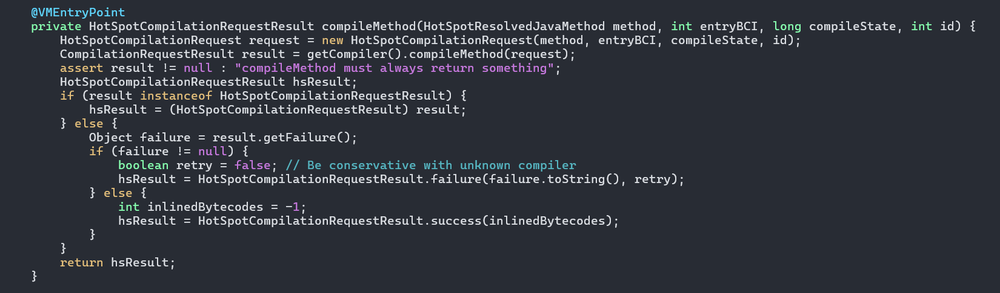 @VMEntryPoint
private HotSpotCompilationRequestResult compileMethod(HotSpotResolvedJavaMethod method, int entryBCI, long compileState, int id) {
    HotSpotCompilationRequest request = new HotSpotCompilationRequest(method, entryBCI, compileState, id);
    CompilationRequestResult result = getCompiler().compileMethod(request);
    assert result != null : "compileMethod must always return something";
    HotSpotCompilationRequestResult hsResult;
    if (result instanceof HotSpotCompilationRequestResult) {
        hsResult = (HotSpotCompilationRequestResult) result;
    } else {
        Object failure = result.getFailure();
        if (failure != null) {
            boolean retry = false; // Be conservative with unknown compiler
            hsResult = HotSpotCompilationRequestResult.failure(failure.toString(), retry);
        } else {
            int inlinedBytecodes = -1;
            hsResult = HotSpotCompilationRequestResult.success(inlinedBytecodes);
        }
    }
    return hsResult;
}